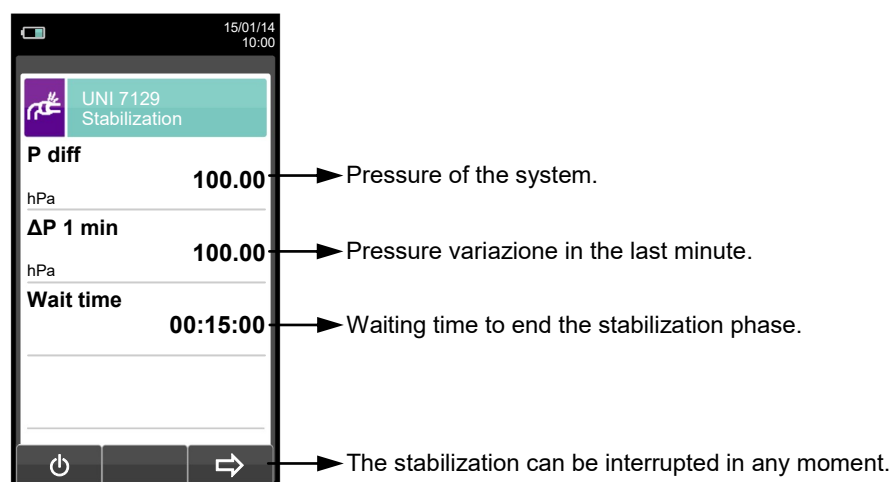 15/01/14
10:00
UNI 7129
Stabilization
P diff
100.00
hPa
Pressure of the system.
ΔP 1 min
100.00
hPa
Pressure variazione in the last minute.
Wait time
00:15:00
Waiting time to end the stabilization phase.
The stabilization can be interrupted in any moment.